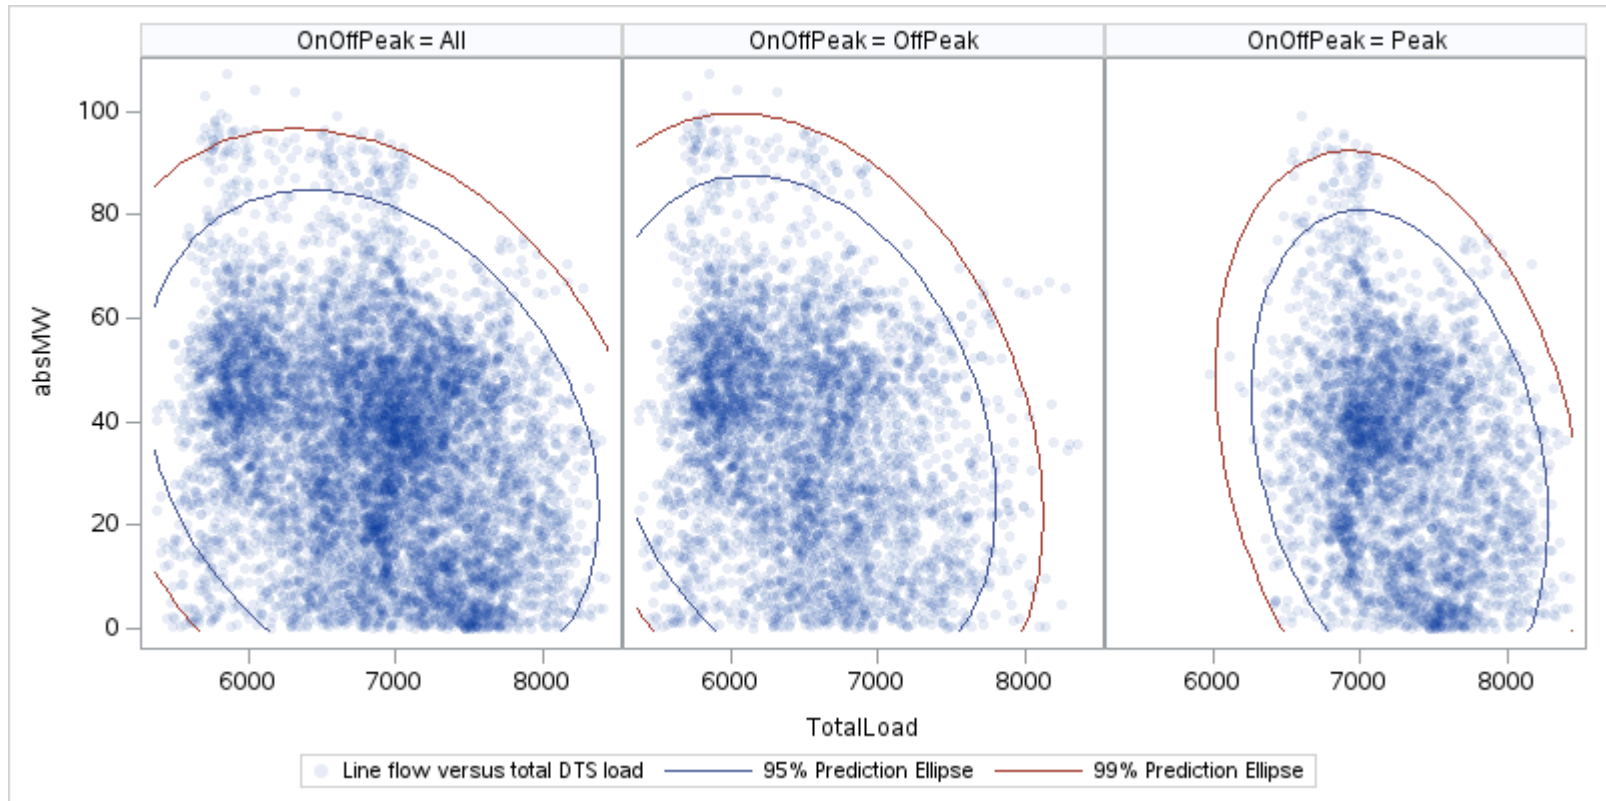 OnOffPeak = All
OnOffPeak = OffPeak
OnOffPeak = Peak
absMW
100
80
60
40
20
0
6000 7000 8000
6000 7000 8000
6000 7000 8000
TotalLoad
Line flow versus total DTS load
95% Prediction Ellipse
99% Prediction Ellipse